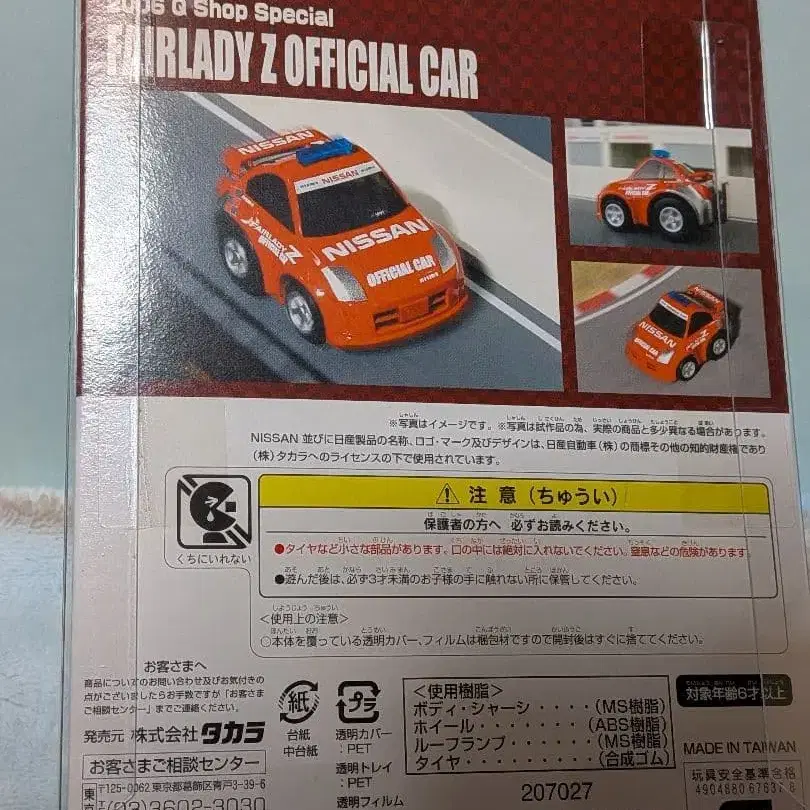 2006 Q Shop Special
FAIRLADY Z OFFICIAL CAR
NISSAN
NISSAN
NISSAN
OFFICIAL CAR
FAIRLADY Z
OFFICIAL CAR
FAIRLADY Z
OFFICIAL CAR
NISSAN
NISSAN
OFFICIAL CAR
※写真はイメージです。※写真は試作品の為、実際の商品と多少異なる場合があります。
NISSAN 並びに日産製品の名称、ロゴ・マーク及びデザインは、日産自動車(株)の商標その他の知的財産権であり
(株)タカラへのライセンスの下で使用されています。
くちにいれない
⚠ 注意(ちゅうい)
保護者の方へ 必ずお読みください。
●タイヤなど小さな部品があります。口の中には絶対に入れないでください。窒息などの危険があります。
●遊んだ後は、必ず3才未満のお子様の手に触れない所に保管してください。
<使用上の注意>
○本体を覆っている透明カバー、フィルムは梱包材ですので開封後はすぐに捨ててください。
お客さまへ
商品についてのお問い合わせ及びお気付きの
点がございましたらお手数ですが「お客さま
ご相談センター」までご連絡ください。
発売元 株式会社タカラ
お客さまご相談センター
〒125-0062 東京都葛飾区青戸3-39-6
東京
(03)3602-3030
紙
台紙
中台紙
プラ
透明カバー
:PET
透明トレイ
:PET
透明フィルム
<使用樹脂>
ボディ・シャーシ・・・・・(MS樹脂)
ホイール・・・・・・・・(ABS樹脂)
ルーフランプ・・・・・・・(MS樹脂)
タイヤ・・・・・・・・・(合成ゴム)
207027
対象年齢6才以上
MADE IN TAIWAN
玩具安全基準合格